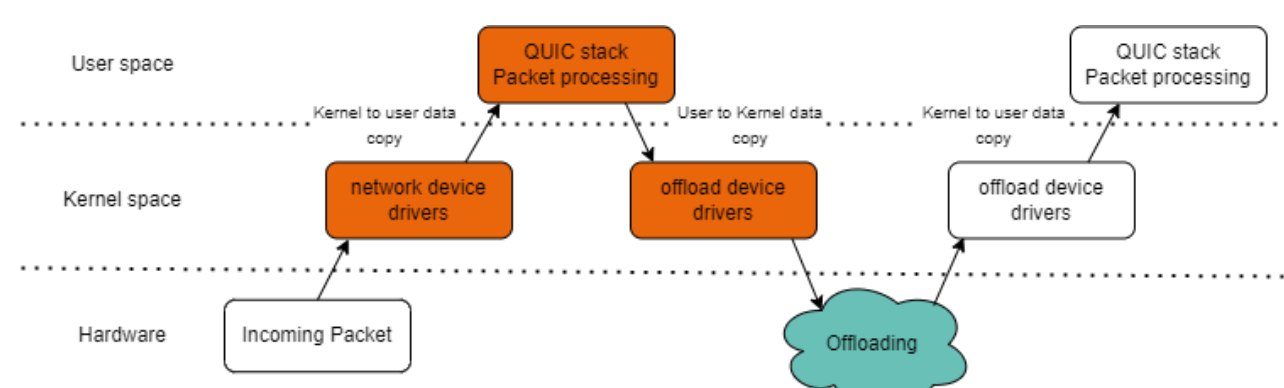 User space
QUIC stack
Packet processing
QUIC stack
Packet processing
Kernel to user data
copy
User to Kernel data
copy
Kernel to user data
copy
Kernel space
network device
drivers
offload device
drivers
offload device
drivers
Hardware
Incoming Packet
Offloading